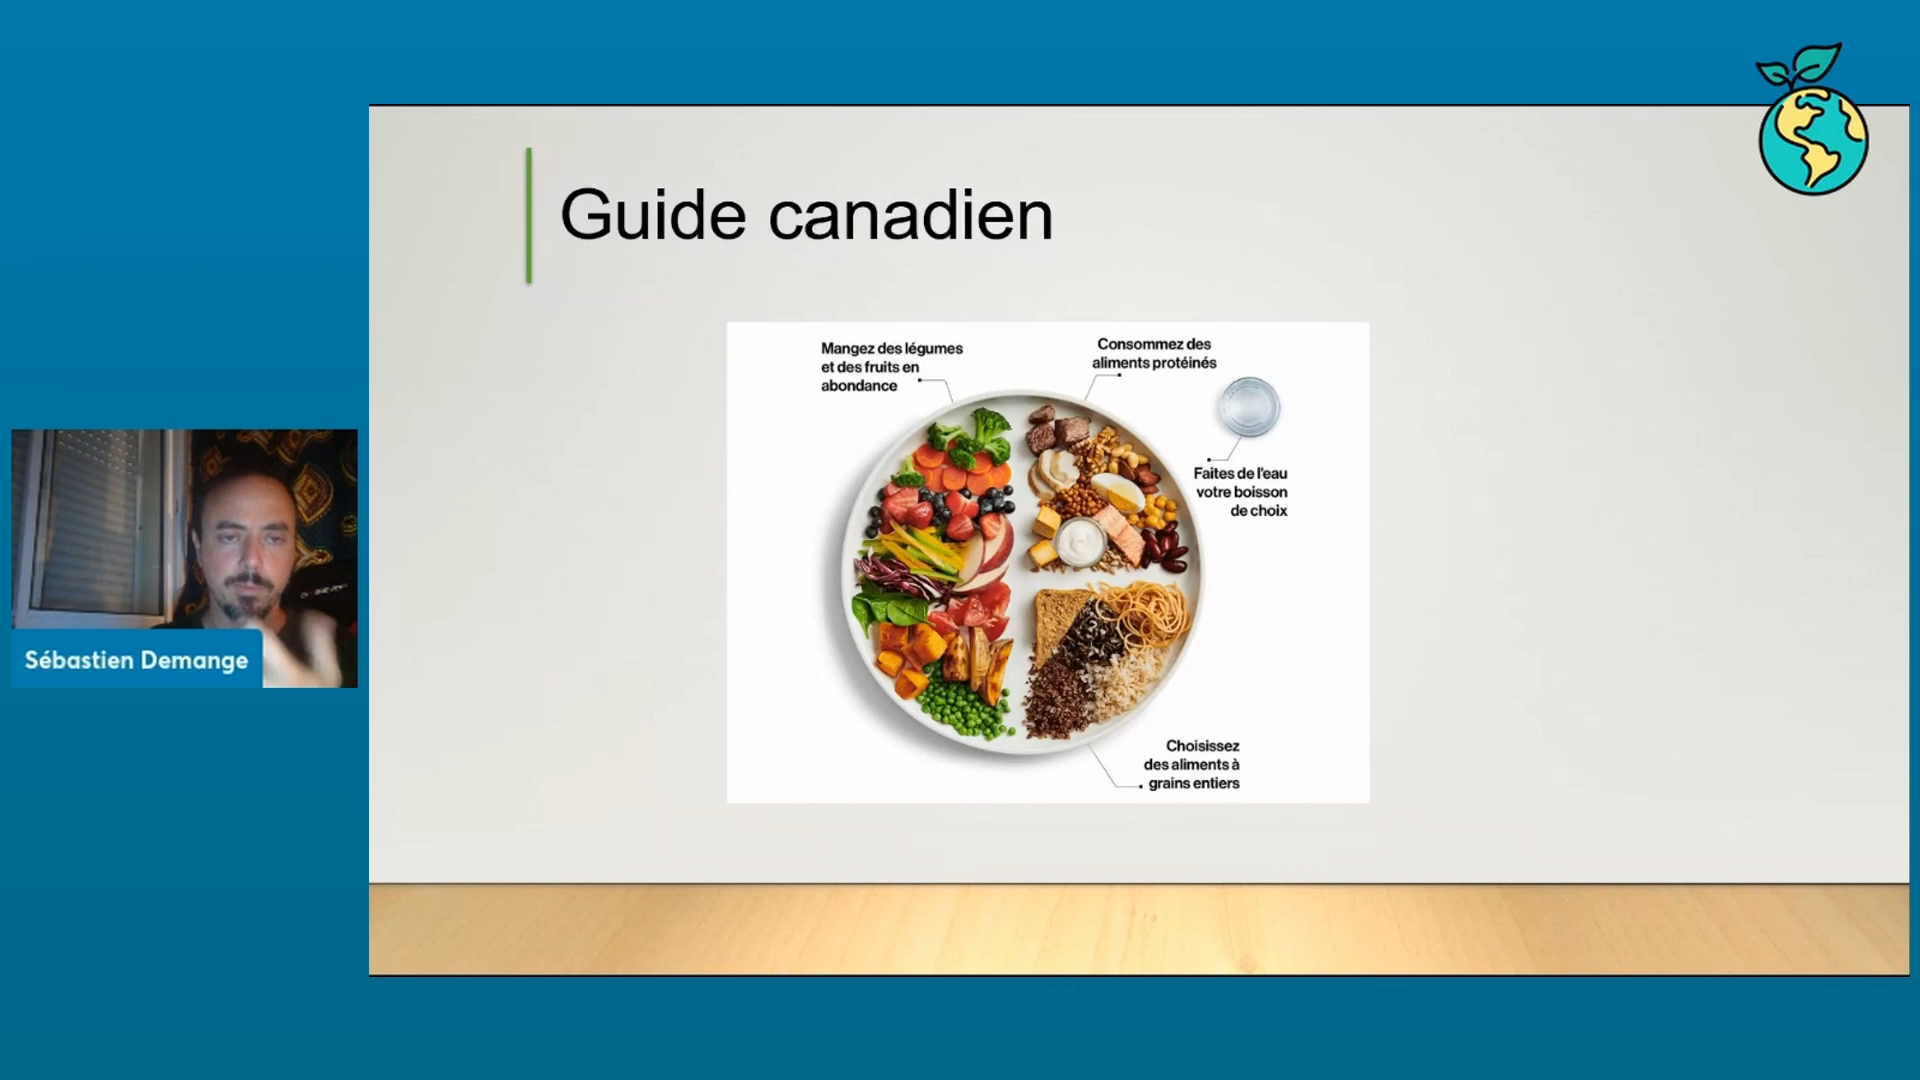 Guide canadien
Mangez des légumes
et des fruits en
abondance
Consommez des
aliments protéinés
Faites de l'eau
votre boisson
de choix
Choisissez
des aliments à
grains entiers
Sébastien Demange